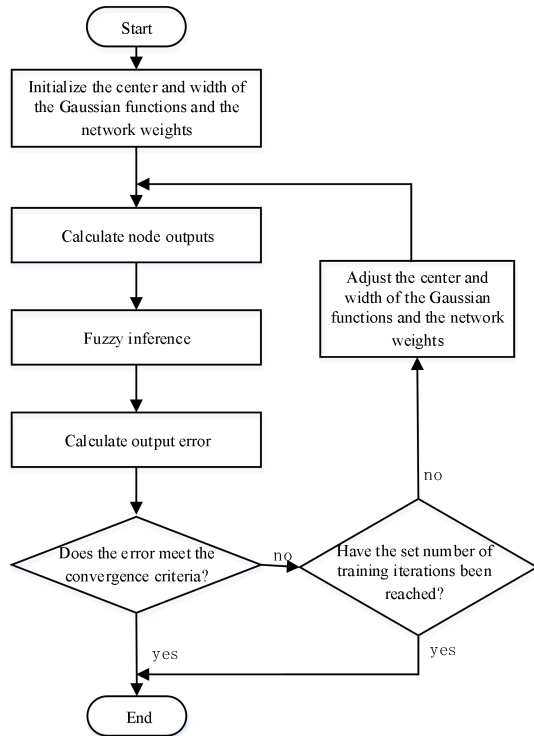 Start
Initialize the center and width of
the Gaussian functions and the
network weights
Calculate node outputs
Adjust the center and
width of the Gaussian
functions and the network
weights
Fuzzy inference
Calculate output error
no
Does the error meet the
convergence criteria?
no
Have the set number of
training iterations been
reached?
yes
yes
End